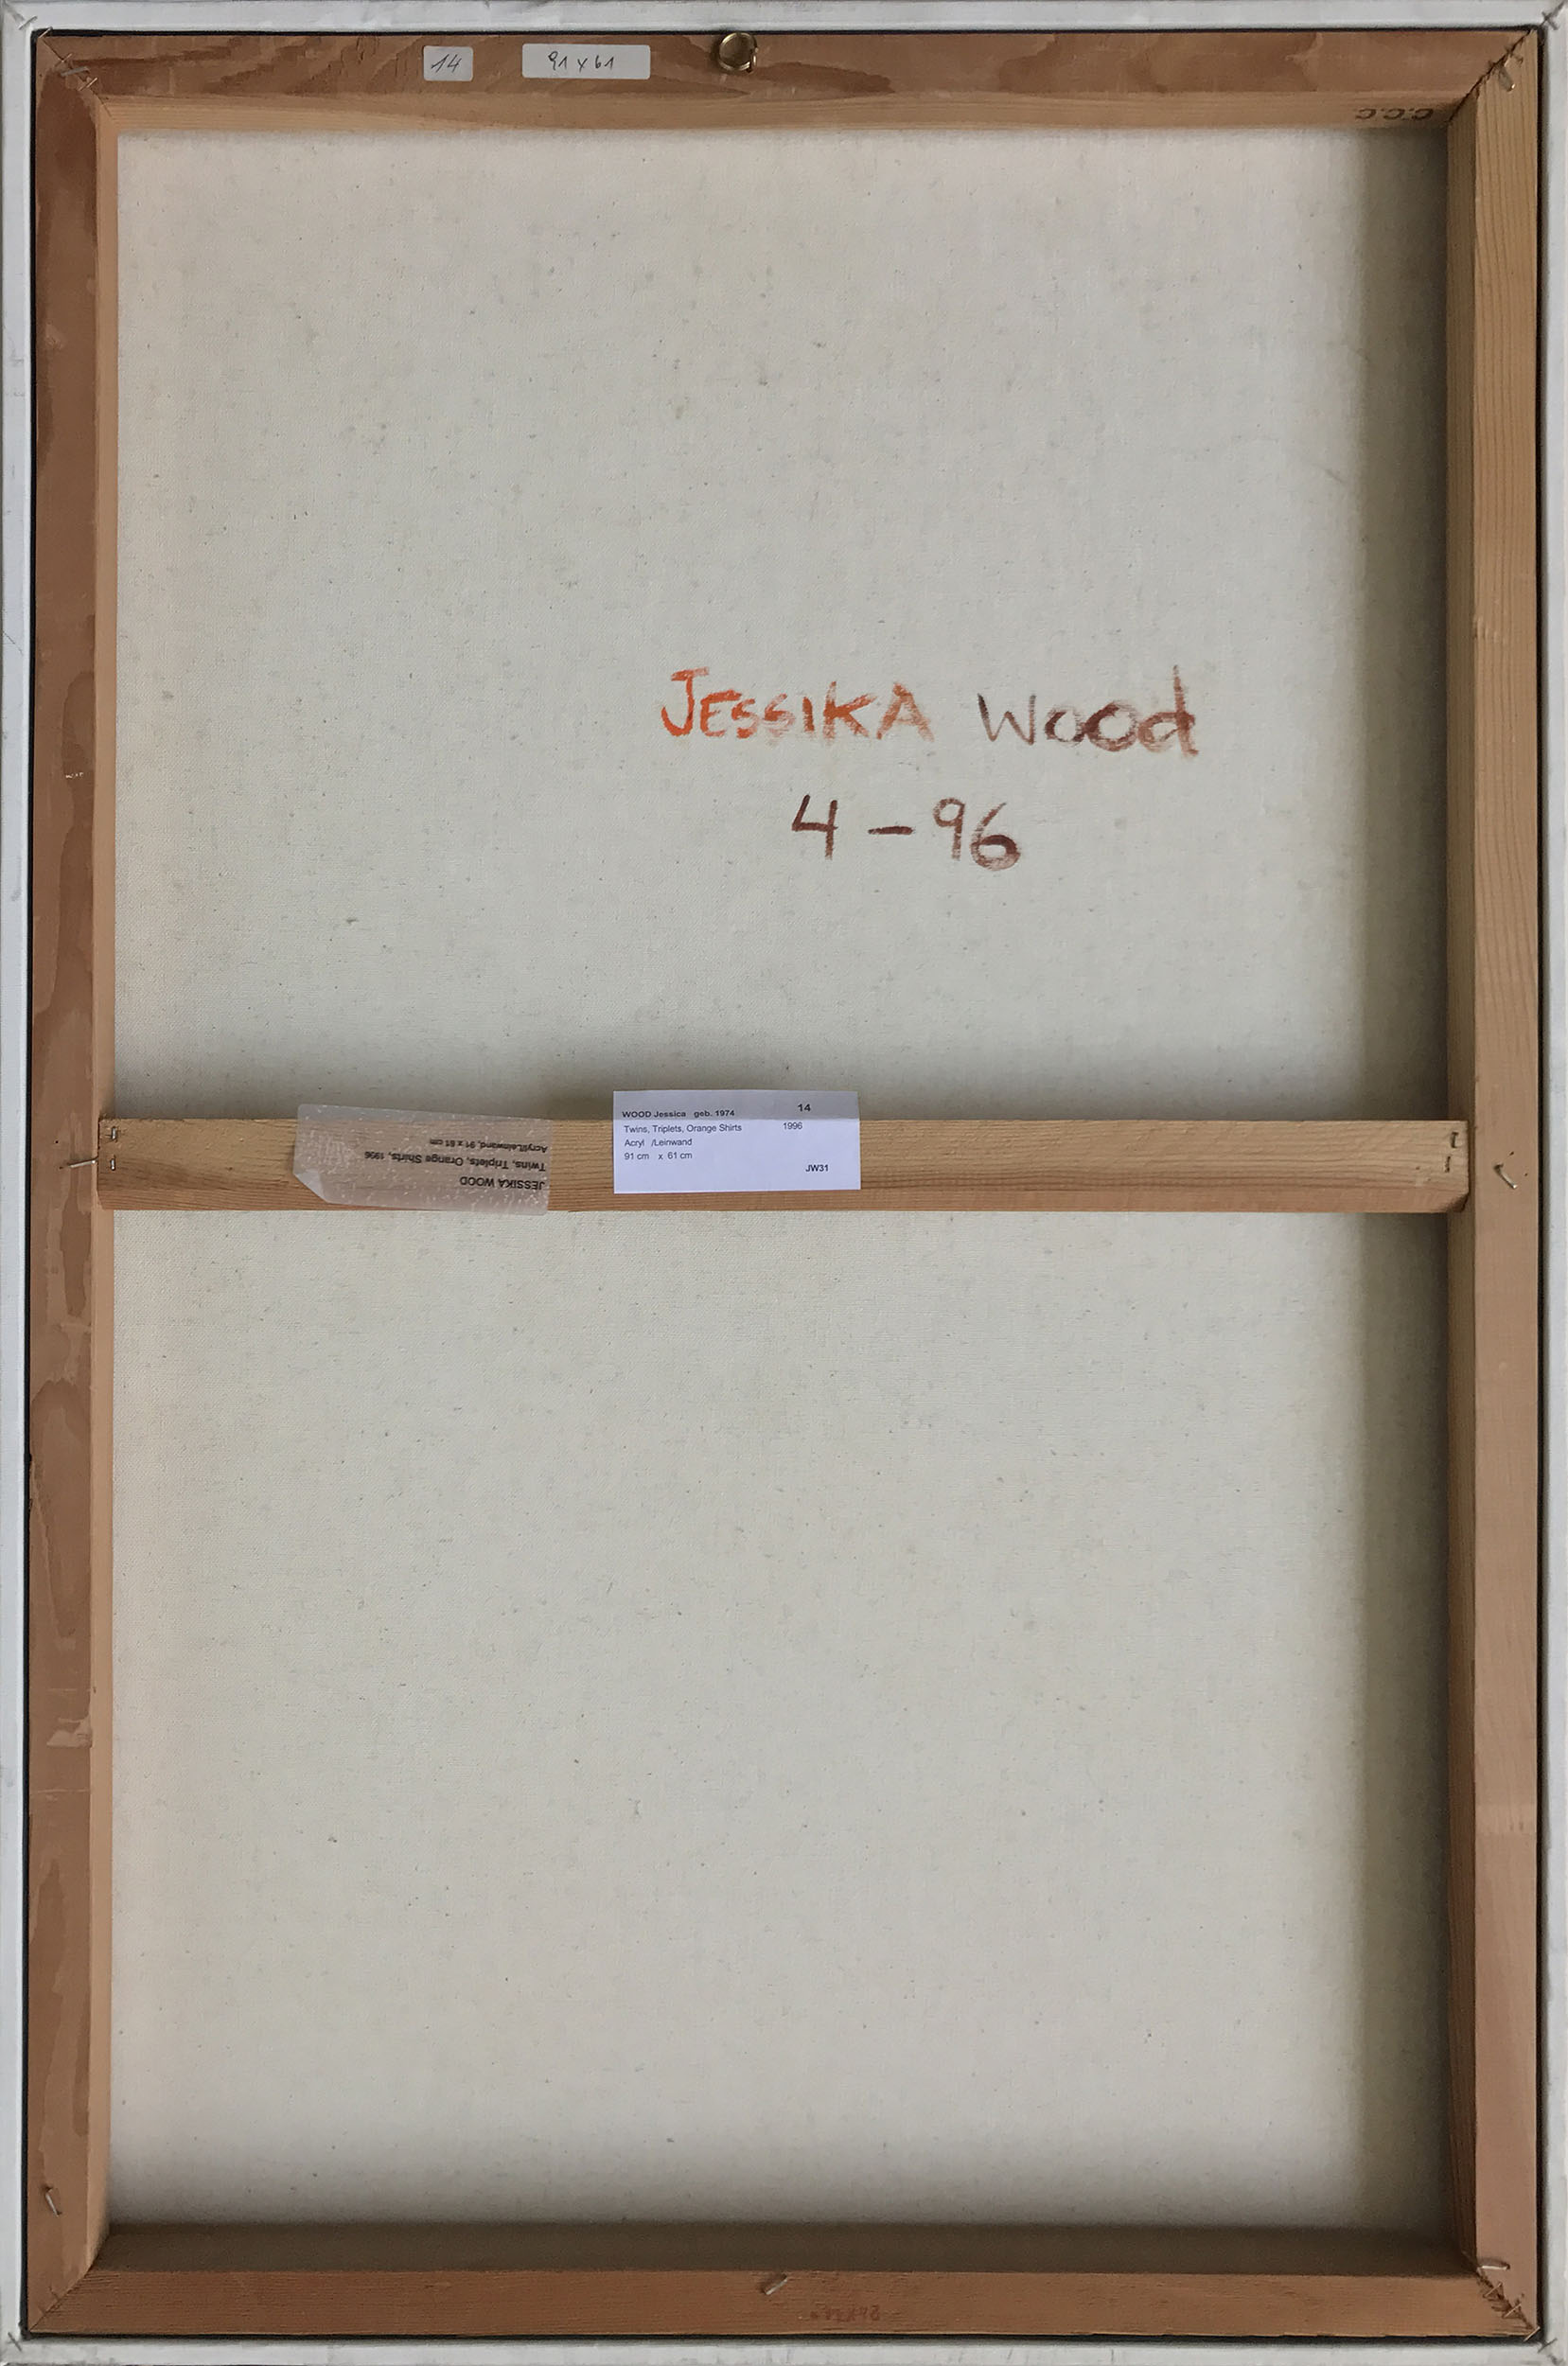 14
91 x 61
C.C.C.
JESSIKA Wood
4 - 96
WOOD Jessica geb. 1974 14
Twins, Triplets, Orange Shirts 1996
Acryl /Leinwand
91 cm x 61 cm
JW31
JESSIKA WOOD
Twins, Triplets, Orange Shirts, 1996
Acryl/Leinwand, 91 x 61 cm